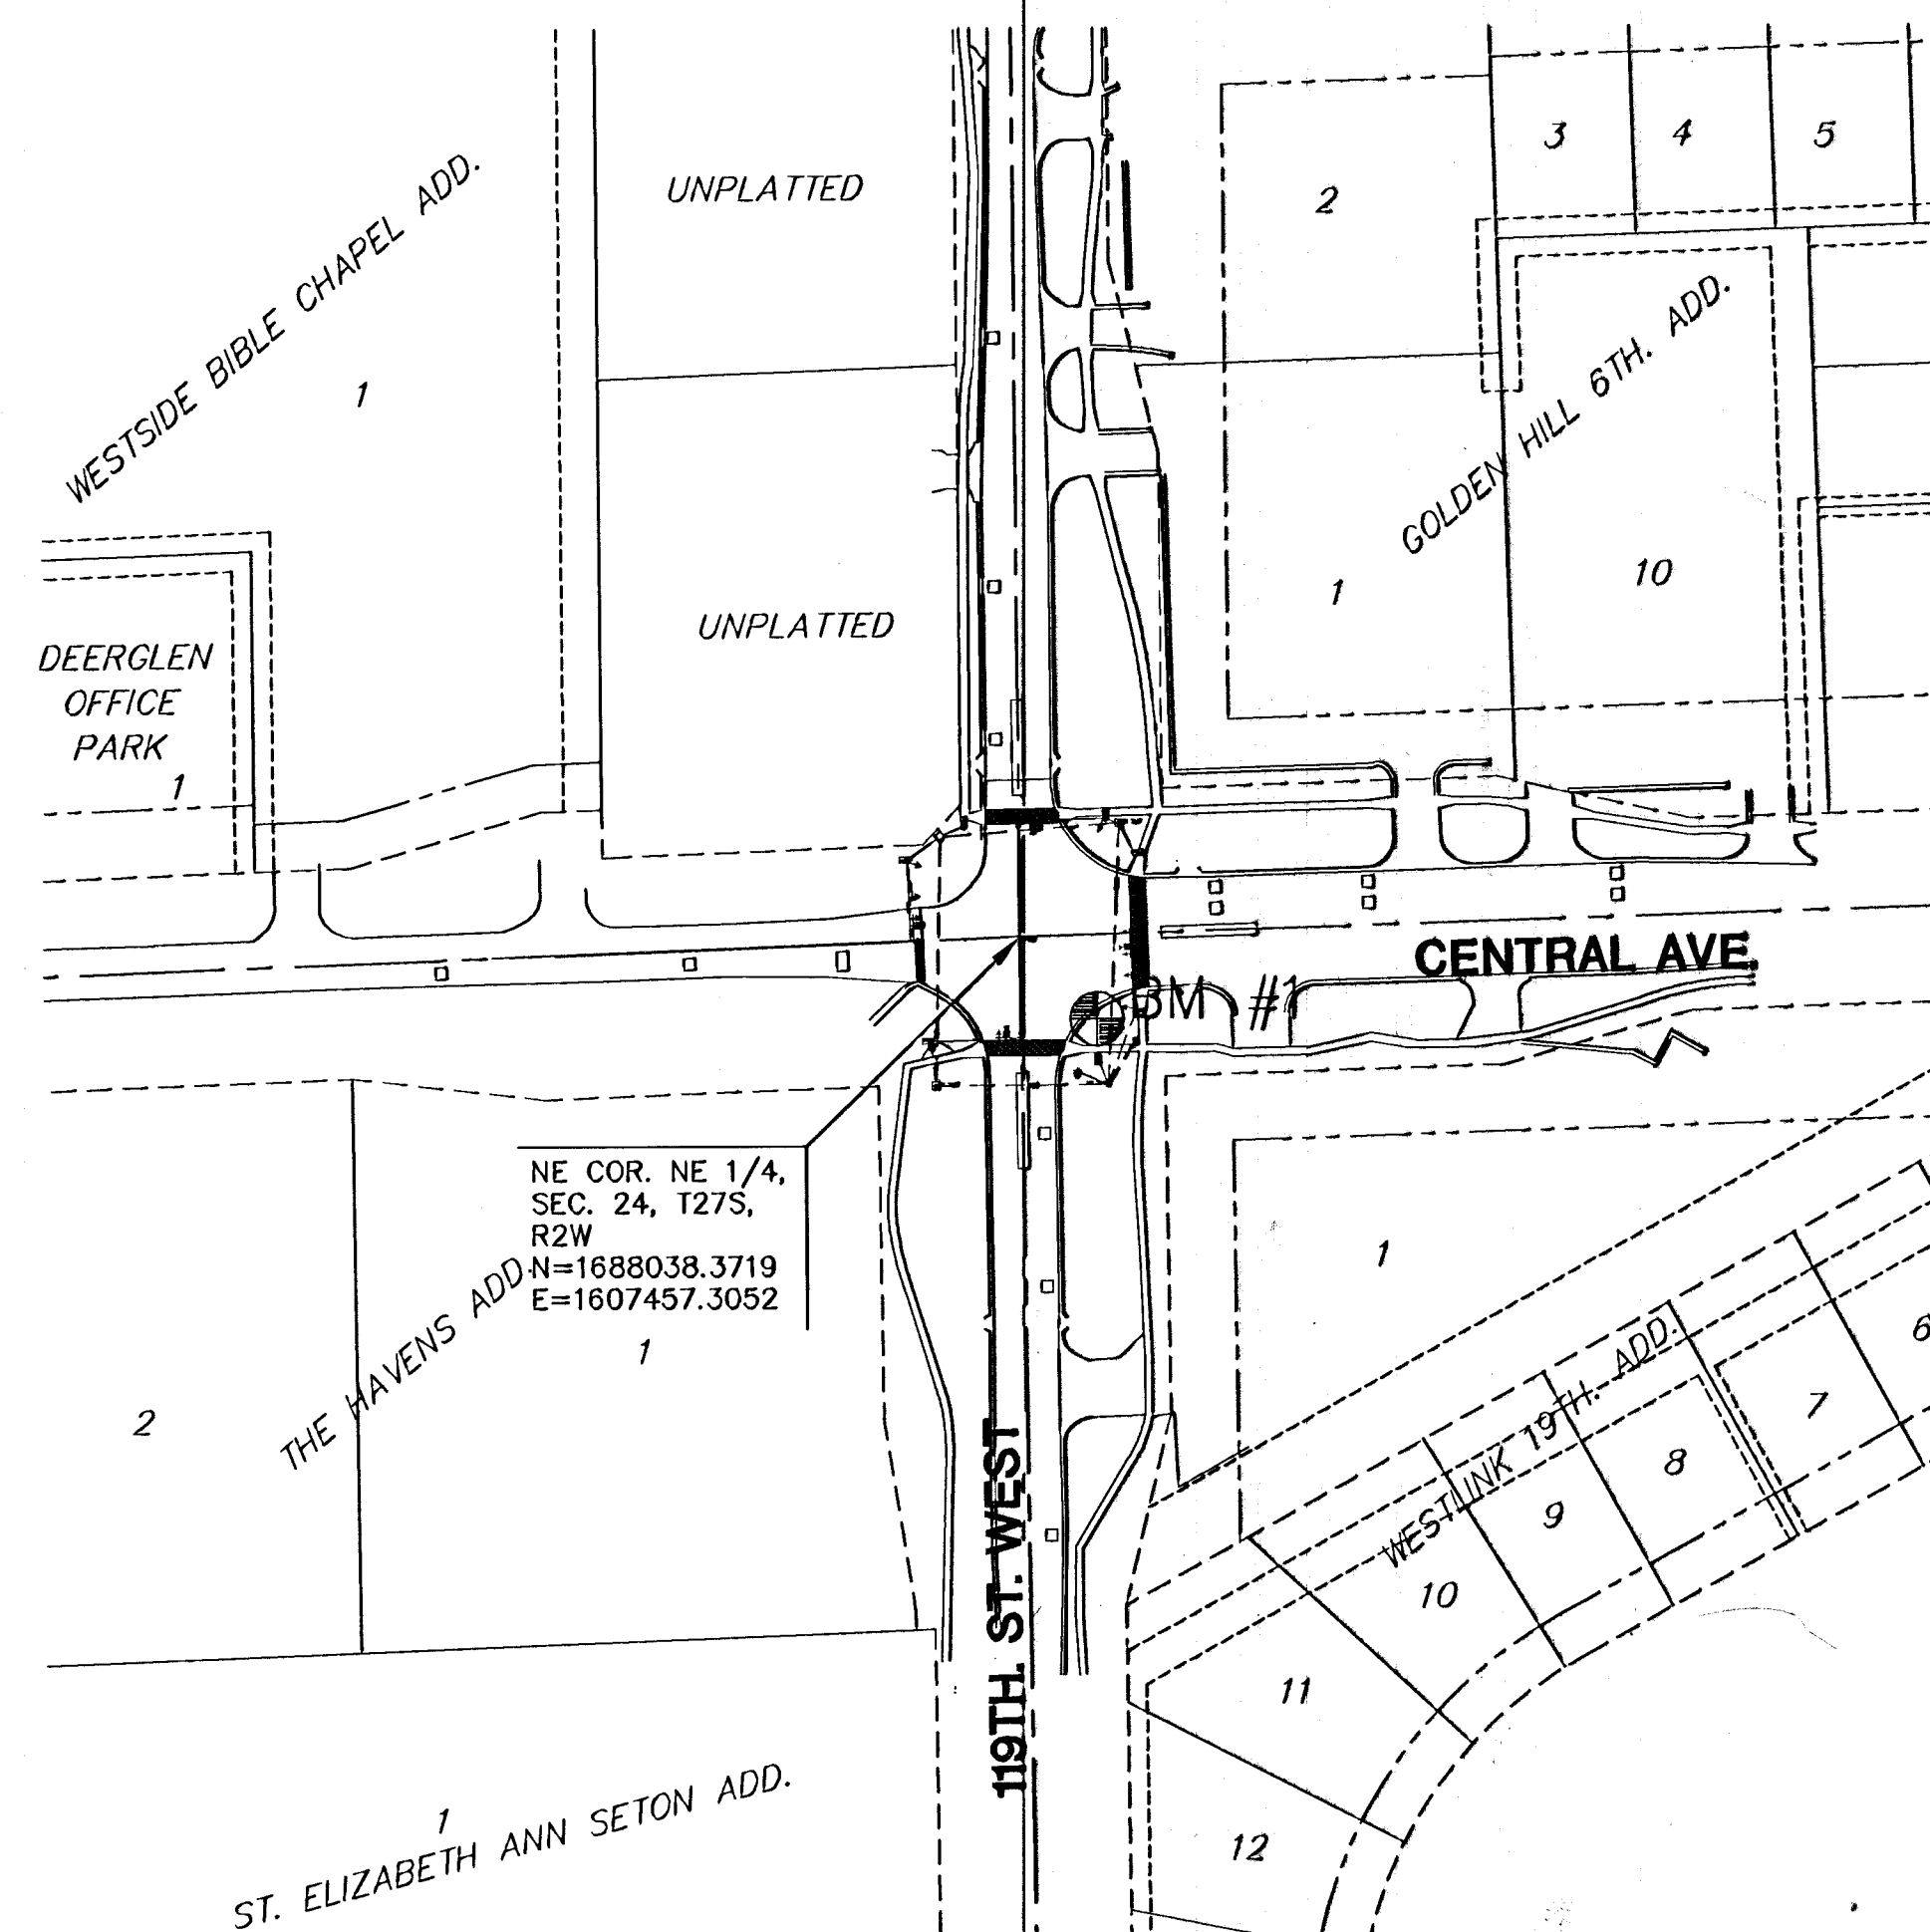 WESTSIDE BIBLE CHAPEL ADD.
1
UNPLATTED
2
3
4
5
GOLDEN HILL 6TH. ADD.
1
10
UNPLATTED
DEERGLEN
OFFICE
PARK
1
CENTRAL AVE.
BM #1
NE COR. NE 1/4,
SEC. 24, T27S,
R2W
N=1688038.3719
E=1607457.3052
THE HAVENS ADD.
1
2
1
119TH. ST. WEST
WESTLINK 19TH. ADD.
6
7
8
9
10
11
12
1
ST. ELIZABETH ANN SETON ADD.